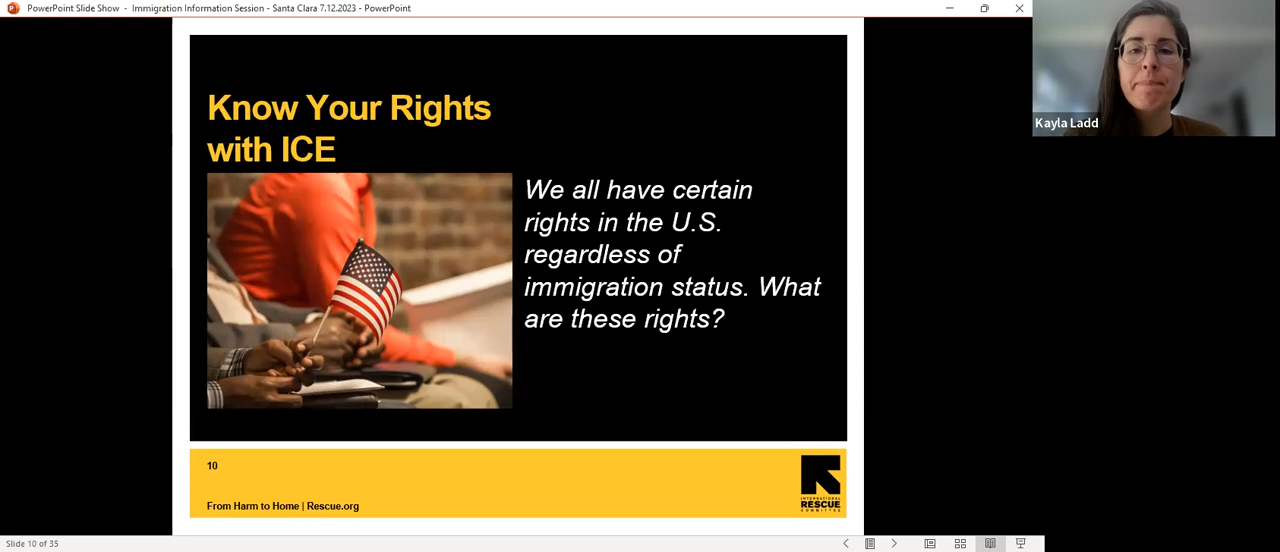 PowerPoint Slide Show - Immigration Information Session - Santa Clara 7.12.2023 - PowerPoint
Kayla Ladd
Know Your Rights
with ICE
We all have certain
rights in the U.S.
regardless of
immigration status. What
are these rights?
10
From Harm to Home | Rescue.org
INTERNATIONAL
RESCUE
COMMITTEE
Slide 10 of 35